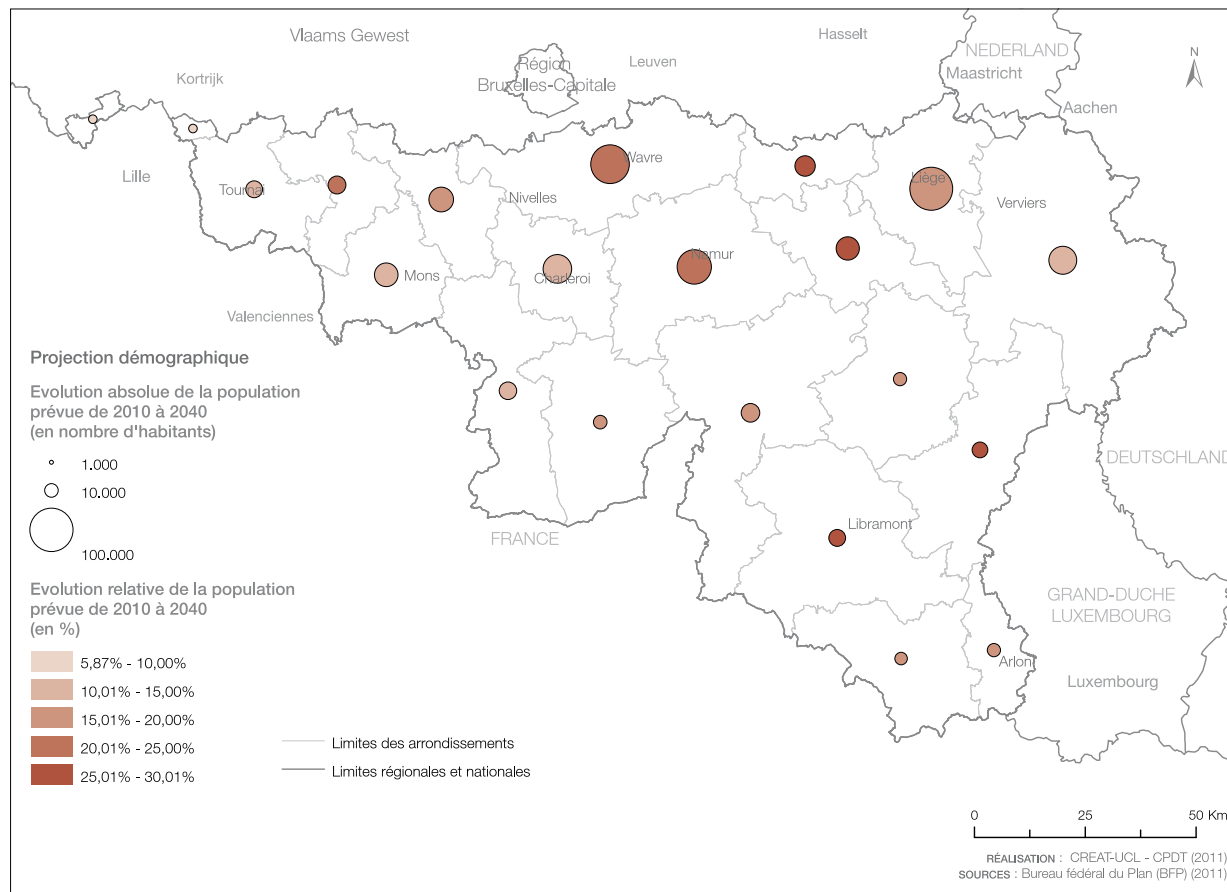 Vlaams Gewest
Hasselt
NEDERLAND
Maastricht
N
Kortrijk
Région
Bruxelles-Capitale
Leuven
Aachen
Lille
Tournai
Wavre
Nivelles
Liège
Verviers
Mons
Charleroi
Namur
Valenciennes
Libramont
FRANCE
DEUTSCHLAND
GRAND-DUCHE
LUXEMBOURG
Arlon
Luxembourg
Projection démographique
Evolution absolue de la population
prévue de 2010 à 2040
(en nombre d'habitants)
1.000
10.000
100.000
Evolution relative de la population
prévue de 2010 à 2040
(en %)
5,87% - 10,00%
10,01% - 15,00%
15,01% - 20,00%
20,01% - 25,00%
25,01% - 30,01%
Limites des arrondissements
Limites régionales et nationales
0 25 50 Km
RÉALISATION : CREAT-UCL - CPDT (2011)
SOURCES : Bureau fédéral du Plan (BFP) (2011)